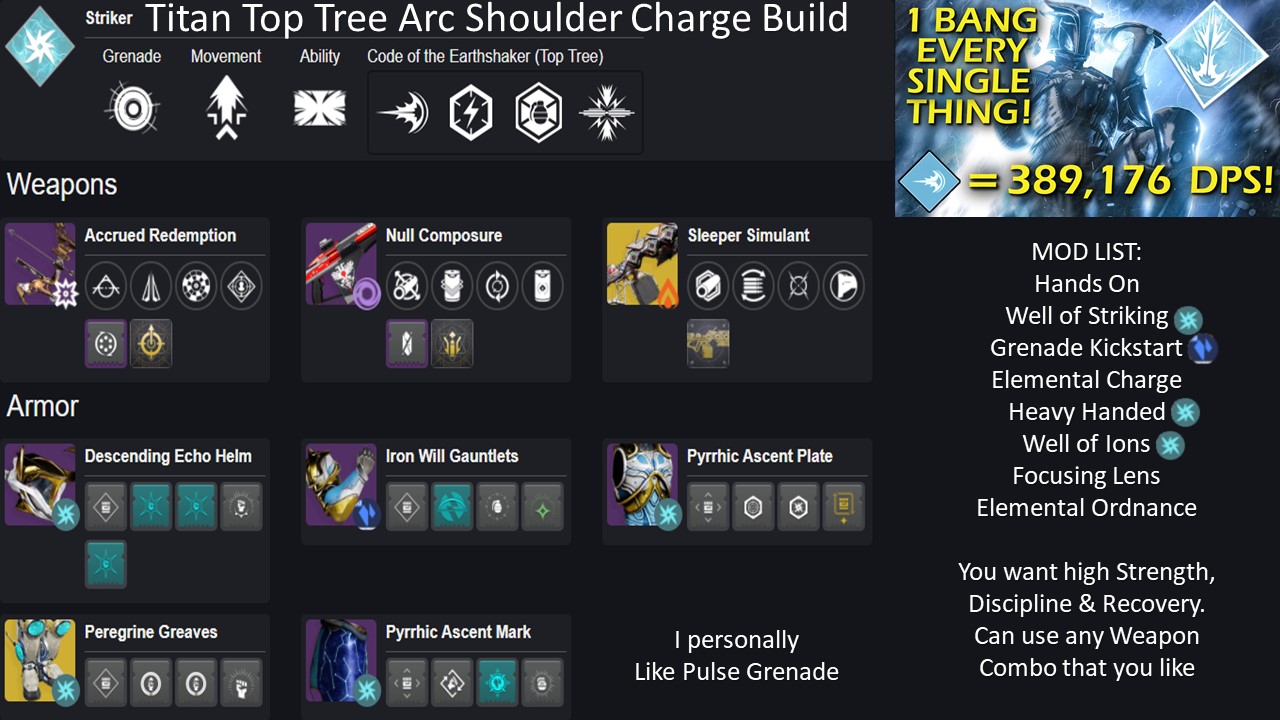 Titan Top Tree Arc Shoulder Charge Build
Striker
Grenade
Movement
Ability
Code of the Earthshaker (Top Tree)
1 BANG
EVERY
SINGLE
THING!
= 389,176 DPS!
Weapons
Accrued Redemption
Null Composure
Sleeper Simulant
Armor
Descending Echo Helm
Iron Will Gauntlets
Pyrrhic Ascent Plate
Peregrine Greaves
Pyrrhic Ascent Mark
I personally
Like Pulse Grenade
MOD LIST:
Hands On
Well of Striking
Grenade Kickstart
Elemental Charge
Heavy Handed
Well of Ions
Focusing Lens
Elemental Ordnance
You want high Strength,
Discipline & Recovery.
Can use any Weapon
Combo that you like